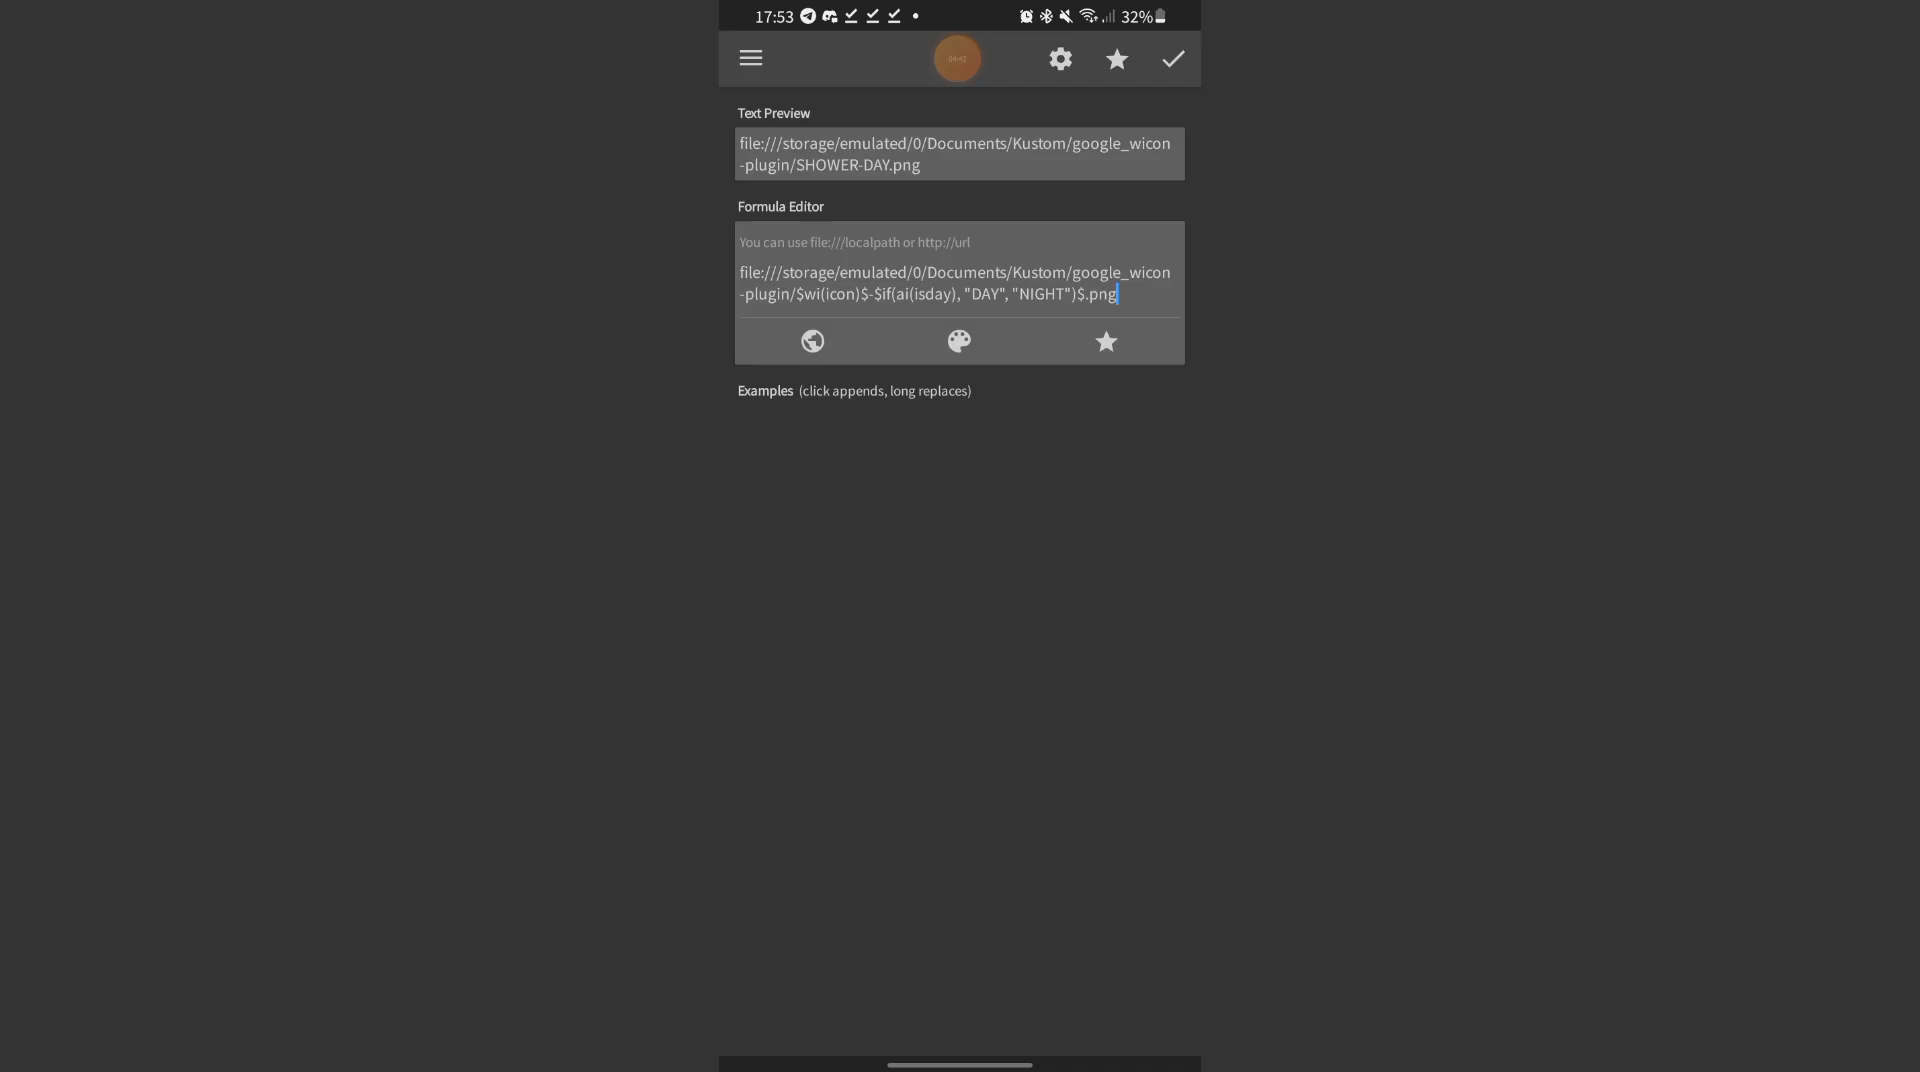 17:53 32%
04:42
Text Preview
file:///storage/emulated/0/Documents/Kustom/google_wicon
-plugin/SHOWER-DAY.png
Formula Editor
You can use file:///localpath or http://url
file:///storage/emulated/0/Documents/Kustom/google_wicon
-plugin/$wi(icon)$-$if(ai(isday), "DAY", "NIGHT")$.png
Examples (click appends, long replaces)